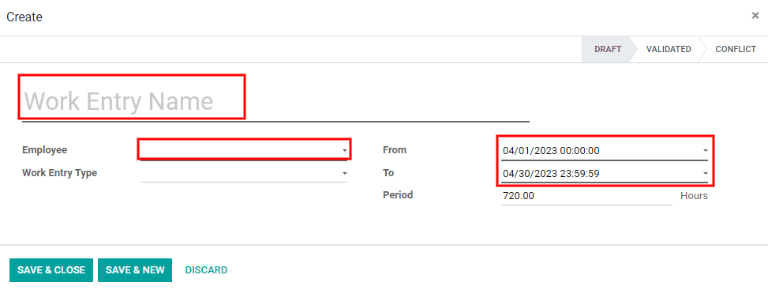 Create ×
DRAFT VALIDATED CONFLICT
Work Entry Name
Employee From 04/01/2023 00:00:00
Work Entry Type To 04/30/2023 23:59:59
Period 720.00 Hours
SAVE & CLOSE SAVE & NEW DISCARD